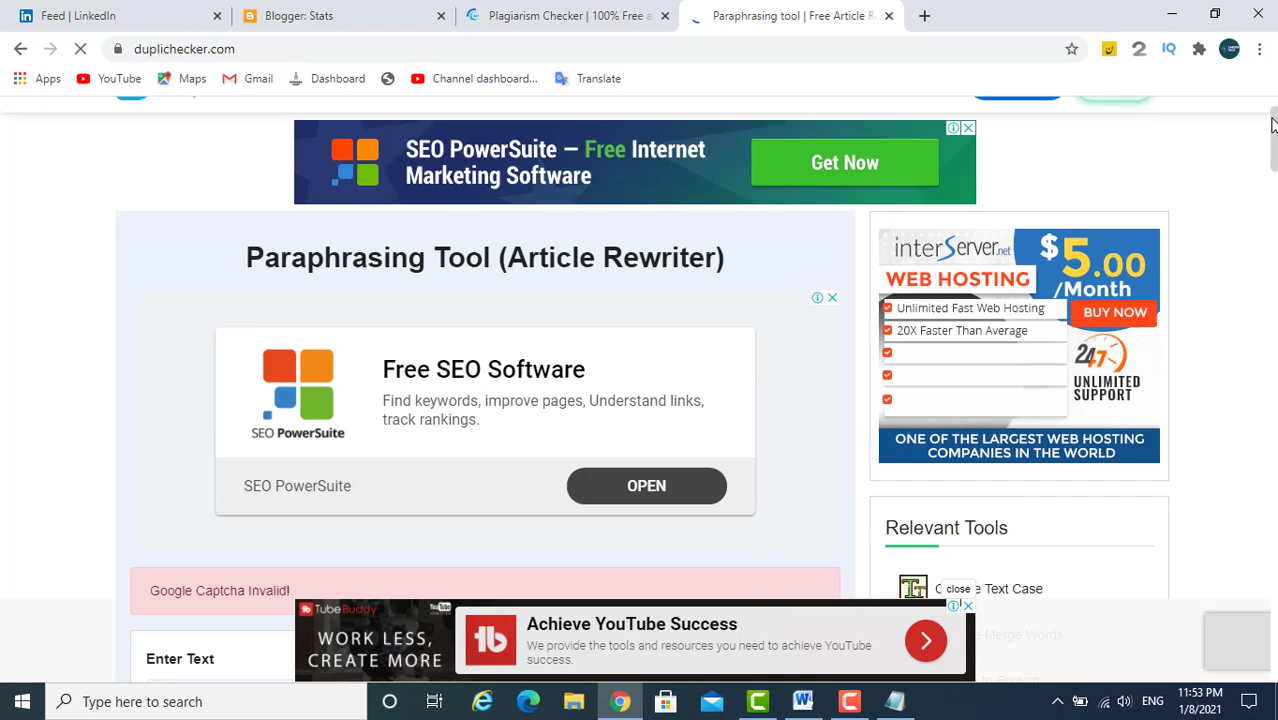 Feed | LinkedIn
Blogger: Stats
Plagiarism Checker | 100% Free a
Paraphrasing tool | Free Article R
duplichecker.com
Apps
YouTube
Maps
Gmail
Dashboard
Channel dashboard...
Translate
SEO PowerSuite — Free Internet
Marketing Software
Get Now
Paraphrasing Tool (Article Rewriter)
Free SEO Software
Find keywords, improve pages, Understand links,
track rankings.
SEO PowerSuite
SEO PowerSuite
OPEN
interServer.net
$5.00
/Month
WEB HOSTING
Unlimited Fast Web Hosting
20X Faster Than Average
BUY NOW
24/7
UNLIMITED
SUPPORT
ONE OF THE LARGEST WEB HOSTING
COMPANIES IN THE WORLD
Relevant Tools
Text Case
close
Merge Words
Google Captcha Invalid!
Enter Text
TubeBuddy
WORK LESS,
CREATE MORE
Achieve YouTube Success
We provide the tools and resources you need to achieve YouTube
success.
Type here to search
ENG
11:53 PM
1/8/2021